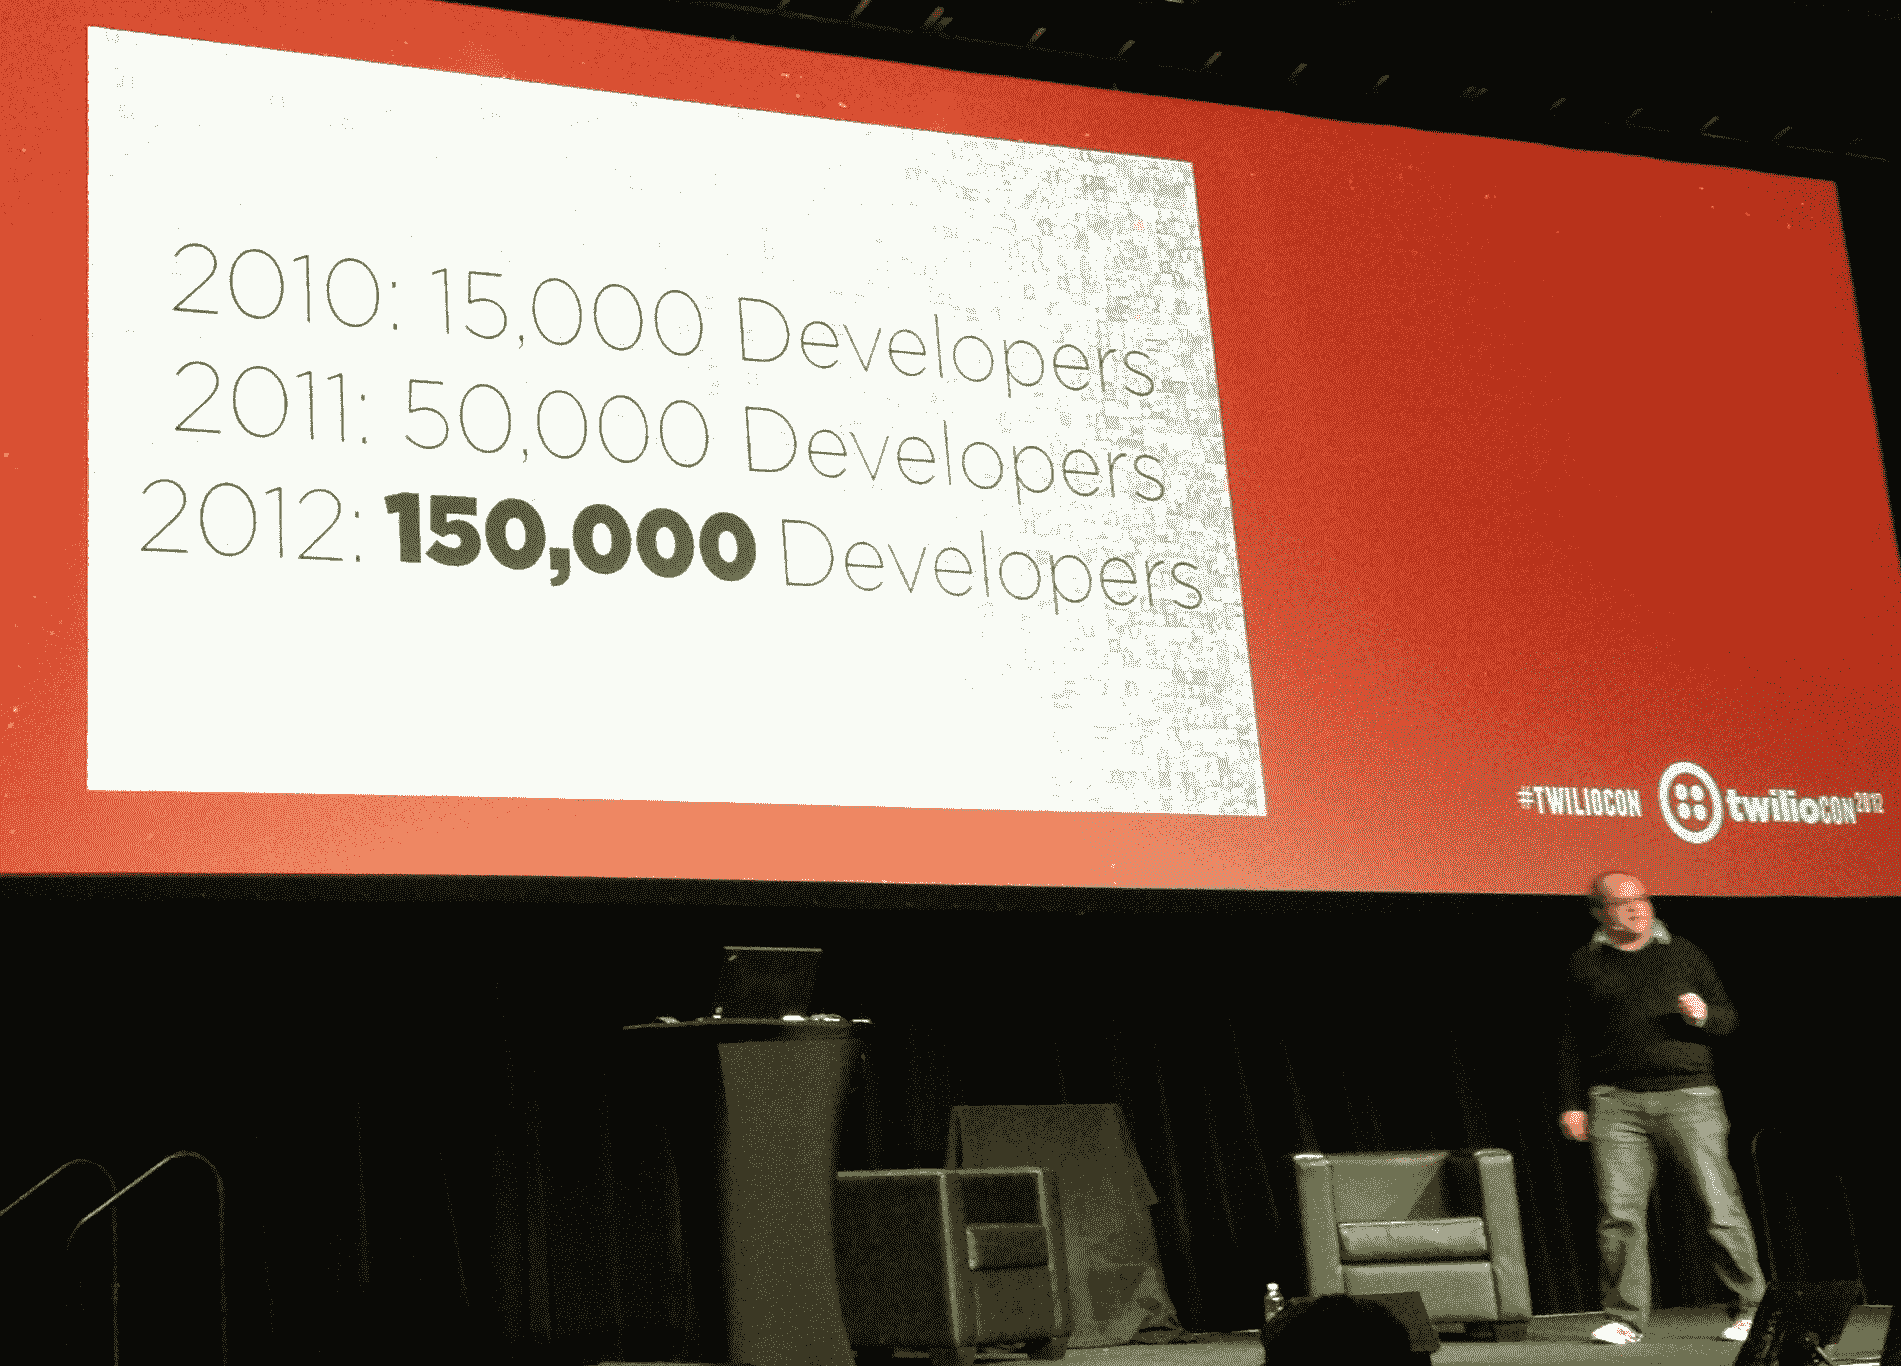 2010: 15,000 Developers
2011: 50,000 Developers
2012: 150,000 Developers
#TWILIOCON twilioCON2012